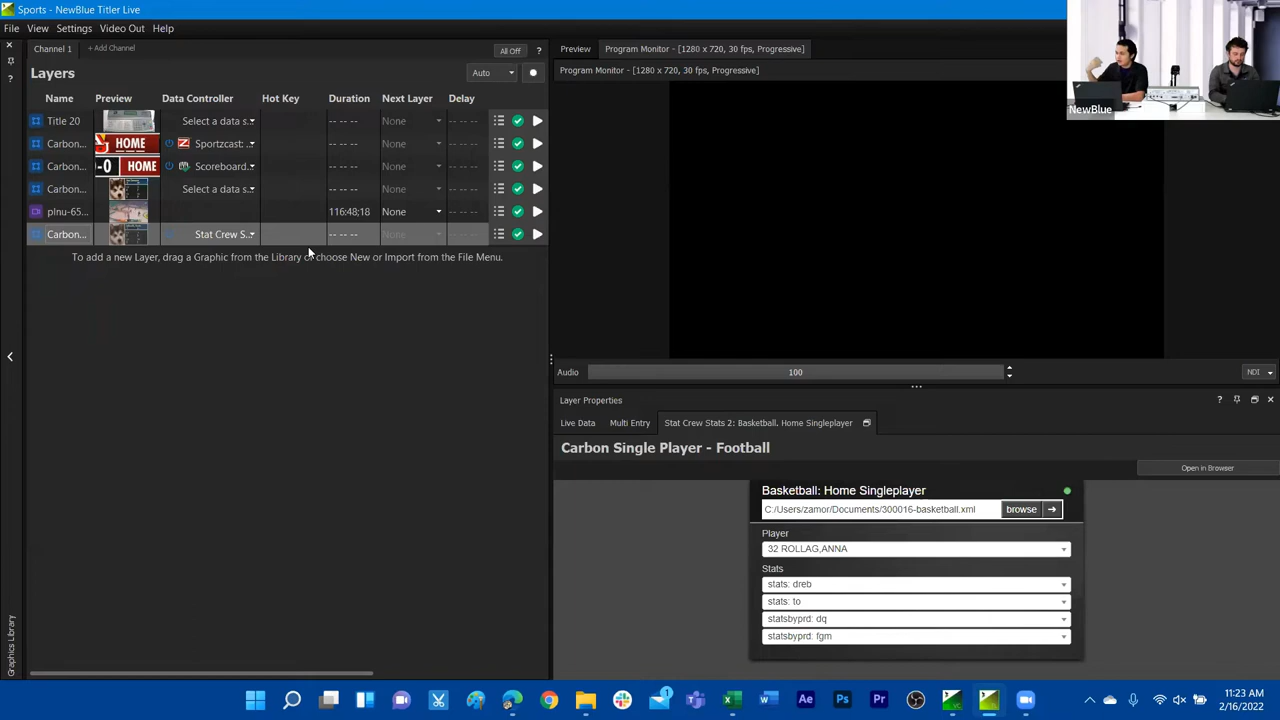 Sports - NewBlue Titler Live
File View Settings Video Out Help
Channel 1 + Add Channel All Off ?
Layers
Auto
Name Preview Data Controller Hot Key Duration Next Layer Delay
Title 20 Select a data s... -- -- -- None -- -- --
Carbon... HOME Sportzcast: ... -- -- -- None -- -- --
Carbon... 0-0 HOME Scoreboard... -- -- -- None -- -- --
Carbon... Select a data s... -- -- -- None -- -- --
plnu-65... 116:48;18 None -- -- --
Carbon... Stat Crew S... -- -- -- None -- -- --
To add a new Layer, drag a Graphic from the Library or choose New or Import from the File Menu.
Graphics Library
Preview Program Monitor - [1280 x 720, 30 fps, Progressive]
Program Monitor - [1280 x 720, 30 fps, Progressive]
NewBlue
Audio 100 NDI
Layer Properties ?
Live Data Multi Entry Stat Crew Stats 2: Basketball. Home Singleplayer
Carbon Single Player - Football
Open in Browser
Basketball: Home Singleplayer
C:/Users/zamor/Documents/300016-basketball.xml browse →
Player
32 ROLLAG,ANNA
Stats
stats: dreb
stats: to
statsbyprd: dq
statsbyprd: fgm
1 Ae Ps Pr
11:23 AM
2/16/2022